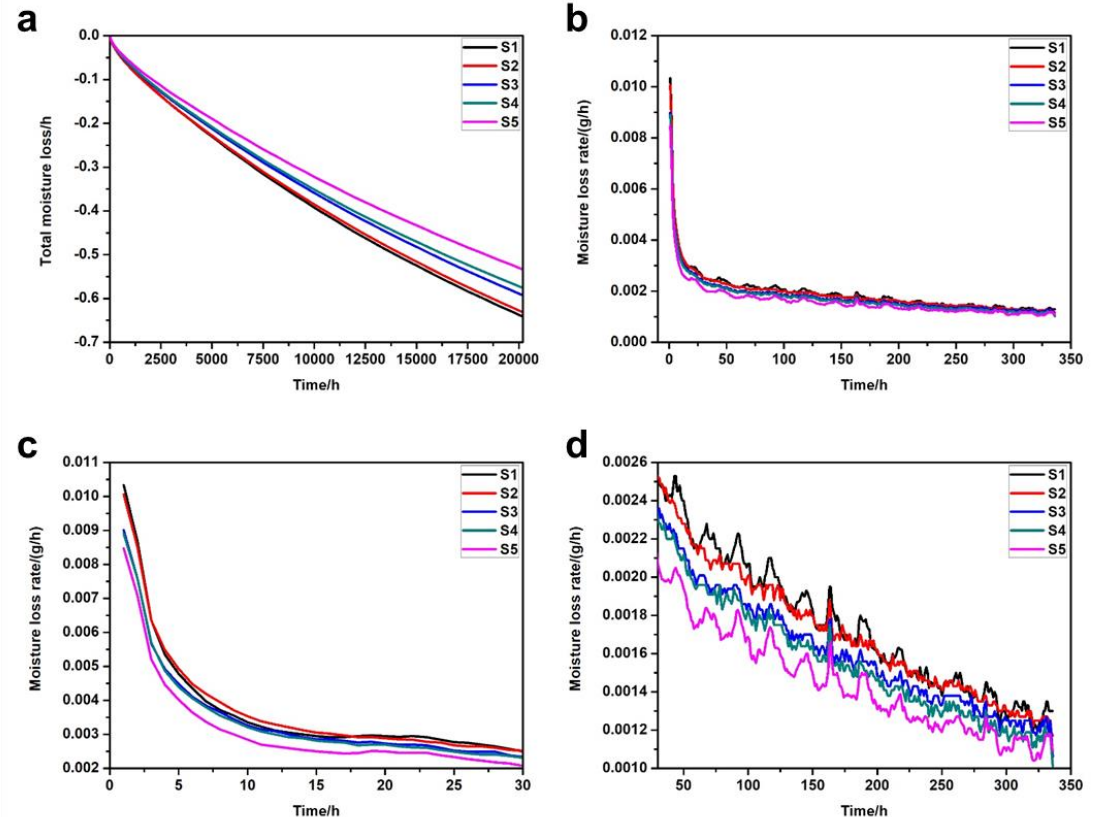 a
0.0
-0.1
-0.2
-0.3
-0.4
-0.5
-0.6
-0.7
Total moisture loss/h
0 2500 5000 7500 10000 12500 15000 17500 20000
Time/h
S1
S2
S3
S4
S5
b
0.012
0.010
0.008
0.006
0.004
0.002
0.000
Moisture loss rate/(g/h)
0 50 100 150 200 250 300 350
Time/h
S1
S2
S3
S4
S5
c
0.011
0.010
0.009
0.008
0.007
0.006
0.005
0.004
0.003
0.002
Moisture loss rate/(g/h)
0 5 10 15 20 25 30
Time/h
S1
S2
S3
S4
S5
d
0.0026
0.0024
0.0022
0.0020
0.0018
0.0016
0.0014
0.0012
0.0010
Moisture loss rate/(g/h)
50 100 150 200 250 300 350
Time/h
S1
S2
S3
S4
S5